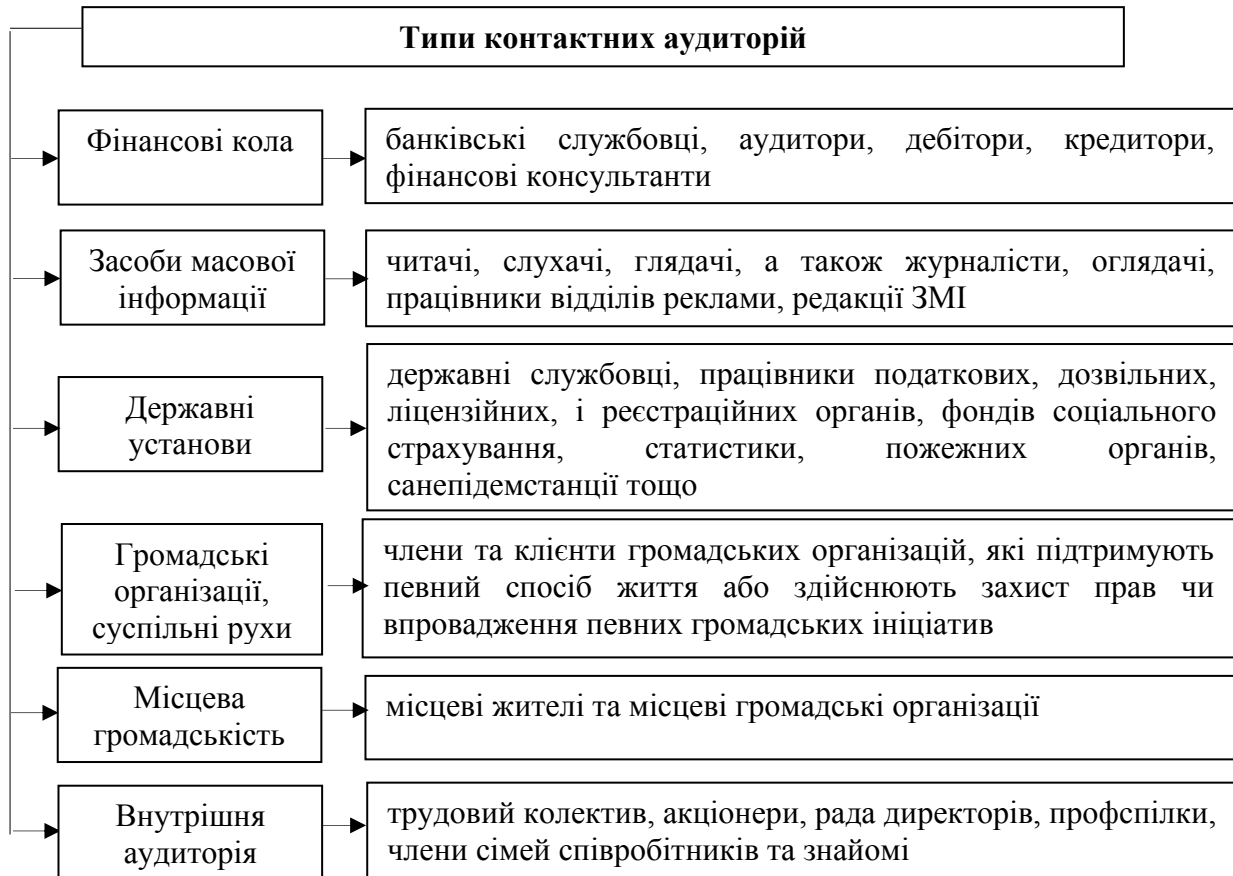 Типи контактних аудиторій
Фінансові кола
банківські службовці, аудитори, дебітори, кредитори,
фінансові консультанти
Засоби масової
інформації
читачі, слухачі, глядачі, а також журналісти, оглядачі,
працівники відділів реклами, редакції ЗМІ
Державні
установи
державні службовці, працівники податкових, дозвільних,
ліцензійних, і реєстраційних органів, фондів соціального
страхування, статистики, пожежних органів,
санепідемстанції тощо
Громадські
організації,
суспільні рухи
члени та клієнти громадських організацій, які підтримують
певний спосіб життя або здійснюють захист прав чи
впровадження певних громадських ініціатив
Місцева
громадськість
місцеві жителі та місцеві громадські організації
Внутрішня
аудиторія
трудовий колектив, акціонери, рада директорів, профспілки,
члени сімей співробітників та знайомі